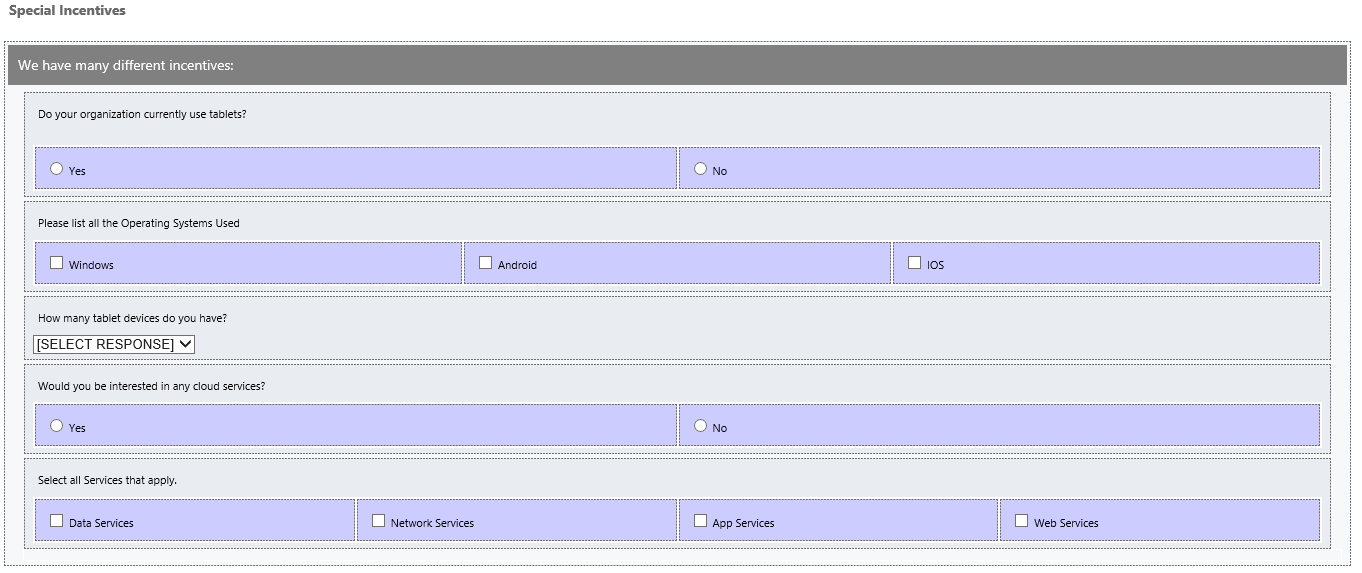 Special Incentives
We have many different incentives:
Do your organization currently use tablets?
Yes
No
Please list all the Operating Systems Used
Windows
Android
IOS
How many tablet devices do you have?
[SELECT RESPONSE]
Would you be interested in any cloud services?
Yes
No
Select all Services that apply.
Data Services
Network Services
App Services
Web Services